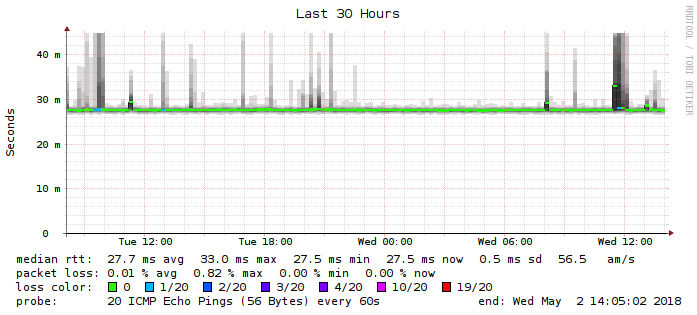 Last 30 Hours
RRDTOOL / TOBI OETIKER
Seconds
40 m
30 m
20 m
10 m
0
Tue 12:00 Tue 18:00 Wed 00:00 Wed 06:00 Wed 12:00
median rtt: 27.7 ms avg 33.0 ms max 27.5 ms min 27.5 ms now 0.5 ms sd 56.5 am/s
packet loss: 0.01 % avg 0.82 % max 0.00 % min 0.00 % now
loss color: 0 1/20 2/20 3/20 4/20 10/20 19/20
probe: 20 ICMP Echo Pings (56 Bytes) every 60s end: Wed May 2 14:05:02 2018